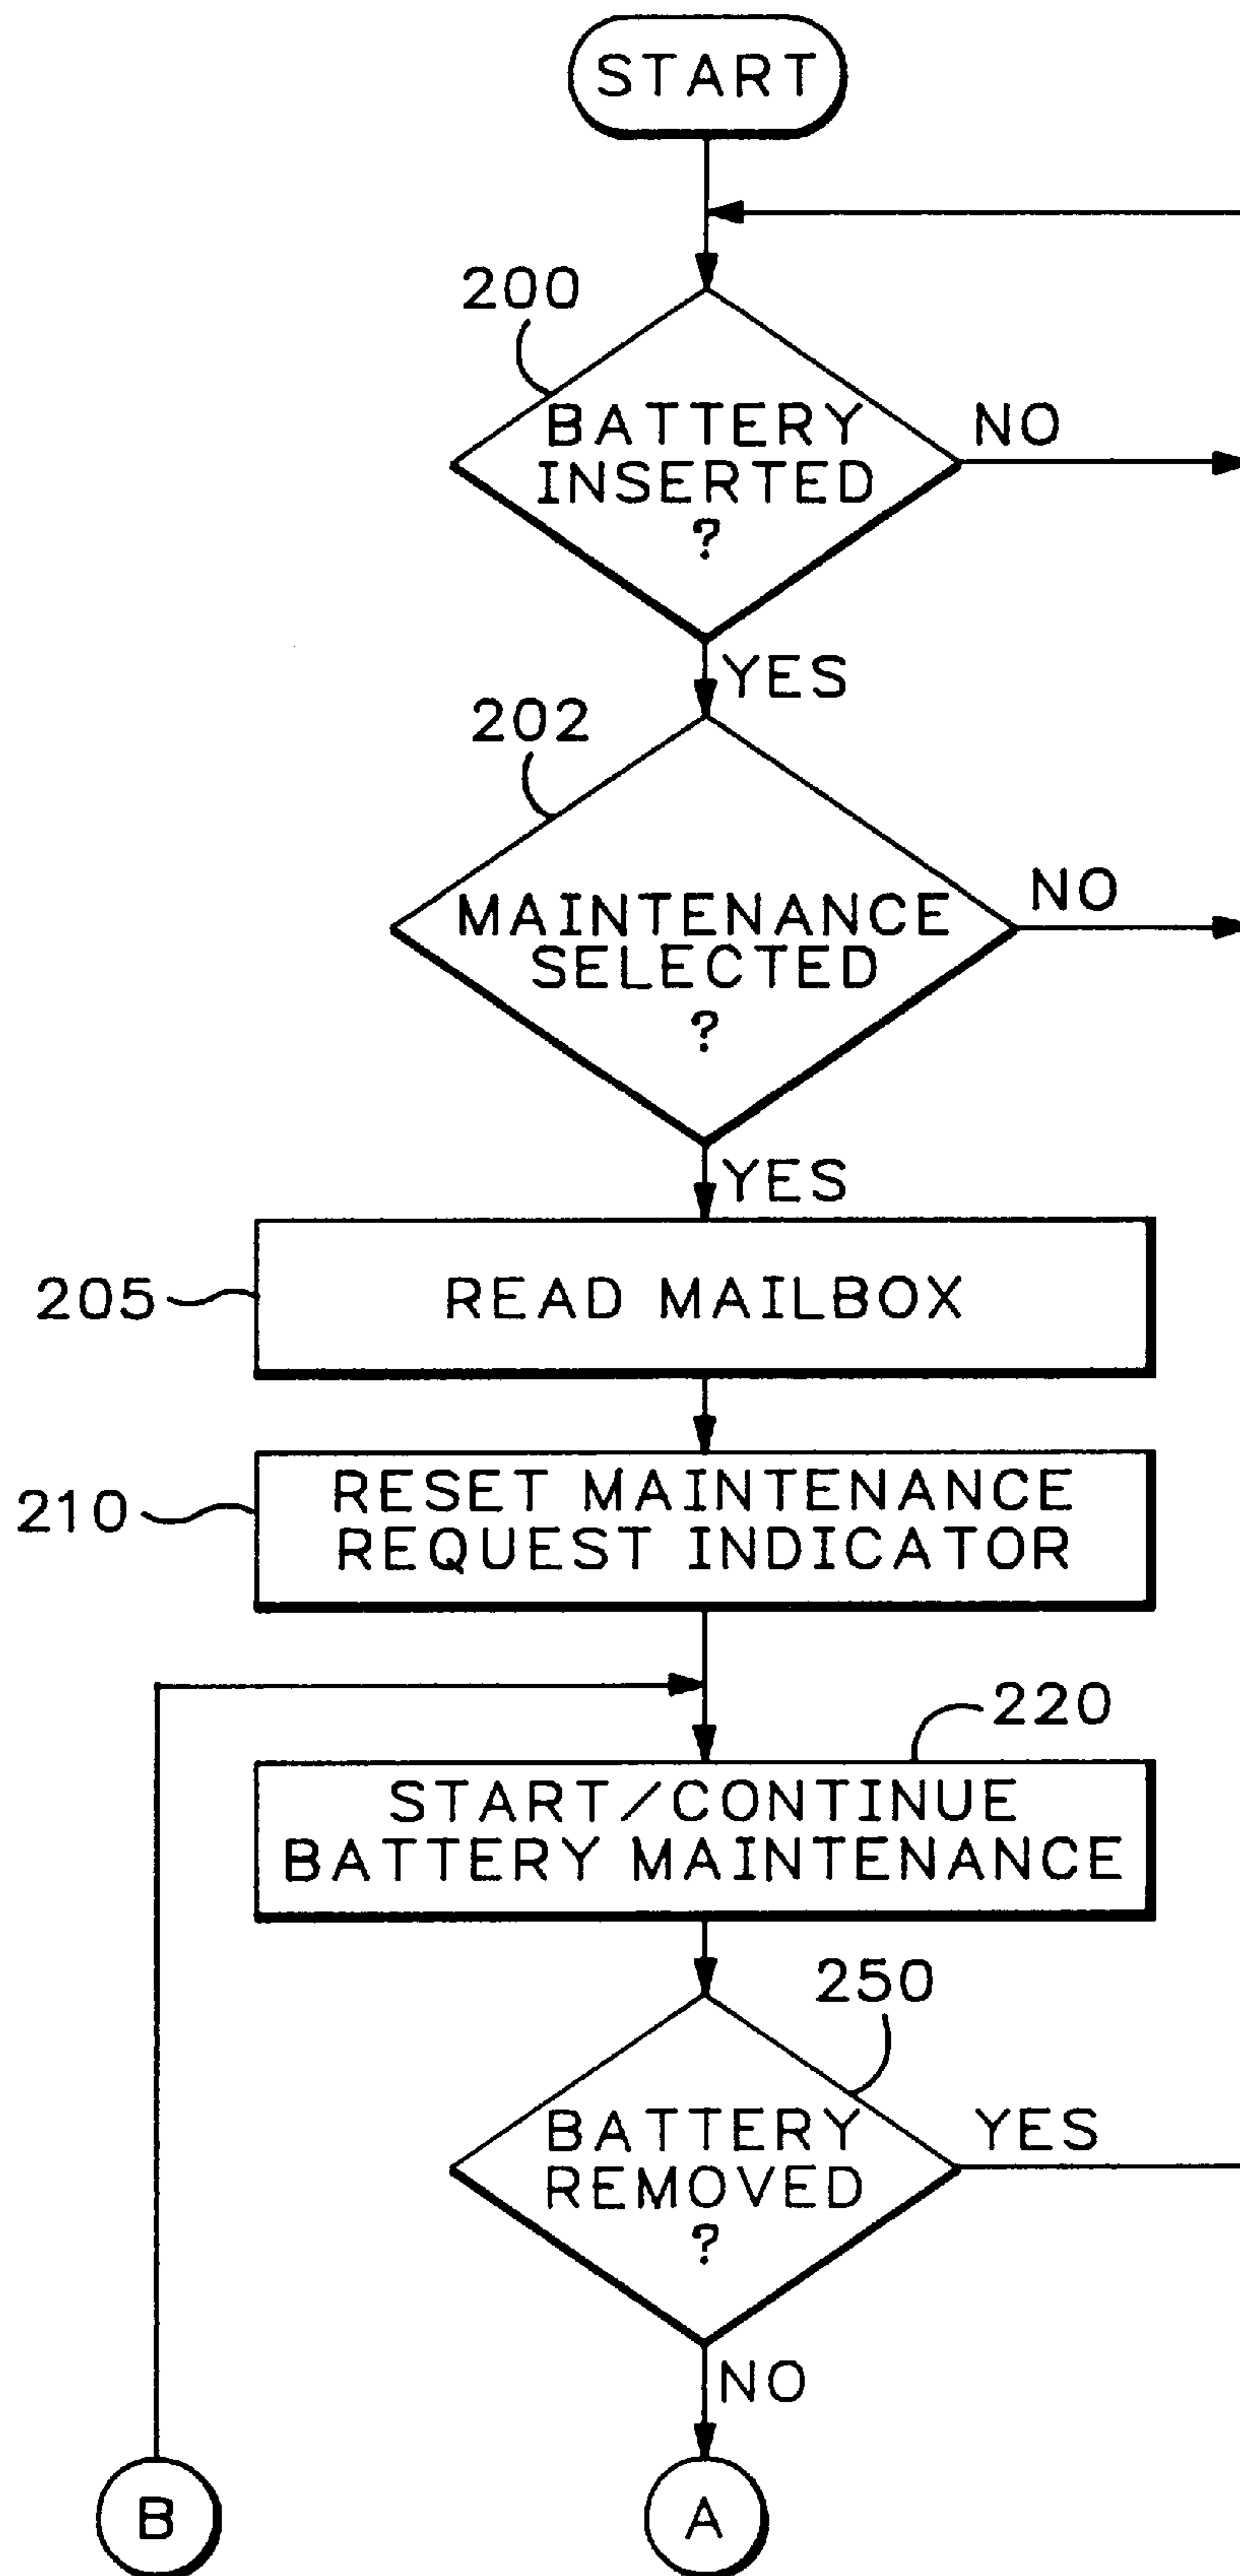 START
200
BATTERY
INSERTED
?
NO
YES
202
MAINTENANCE
SELECTED
?
NO
YES
205
READ MAILBOX
210
RESET MAINTENANCE
REQUEST INDICATOR
220
START/CONTINUE
BATTERY MAINTENANCE
250
BATTERY
REMOVED
?
YES
NO
B
A